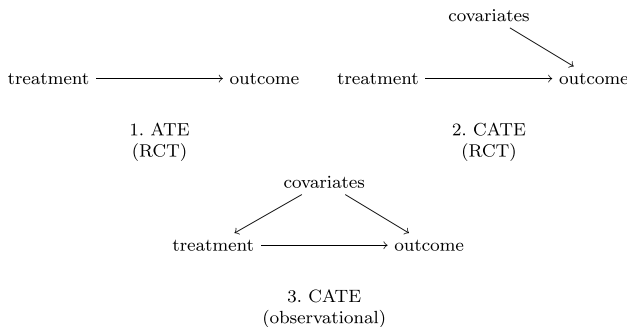 covariates
treatment outcome treatment outcome
1. ATE 2. CATE
(RCT) (RCT)
covariates
treatment outcome
3. CATE
(observational)